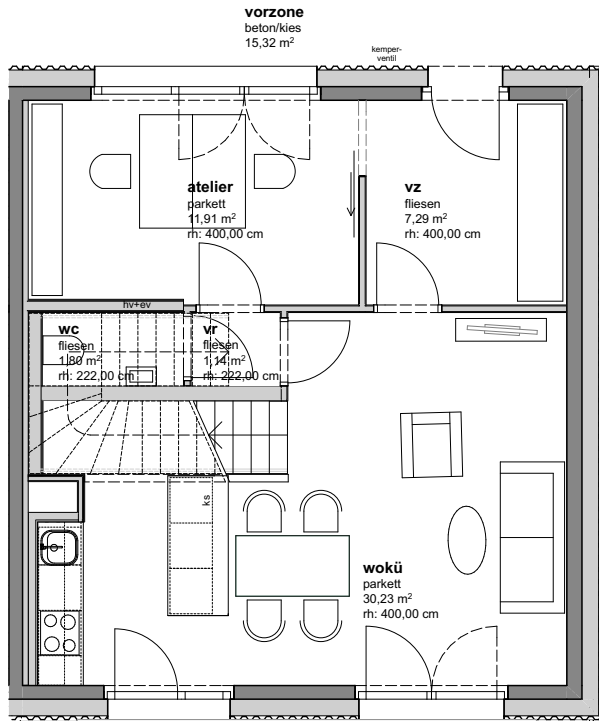 vorzone
beton/kies
15,32 m²
kemper-
ventil
atelier
parkett
11,91 m²
rh: 400,00 cm
vz
fliesen
7,29 m²
rh: 400,00 cm
hv+ev
wc
fliesen
1,80 m²
rh: 222,00 cm
vr
fliesen
1,14 m²
rh: 222,00 cm
ks
wokü
parkett
30,23 m²
rh: 400,00 cm